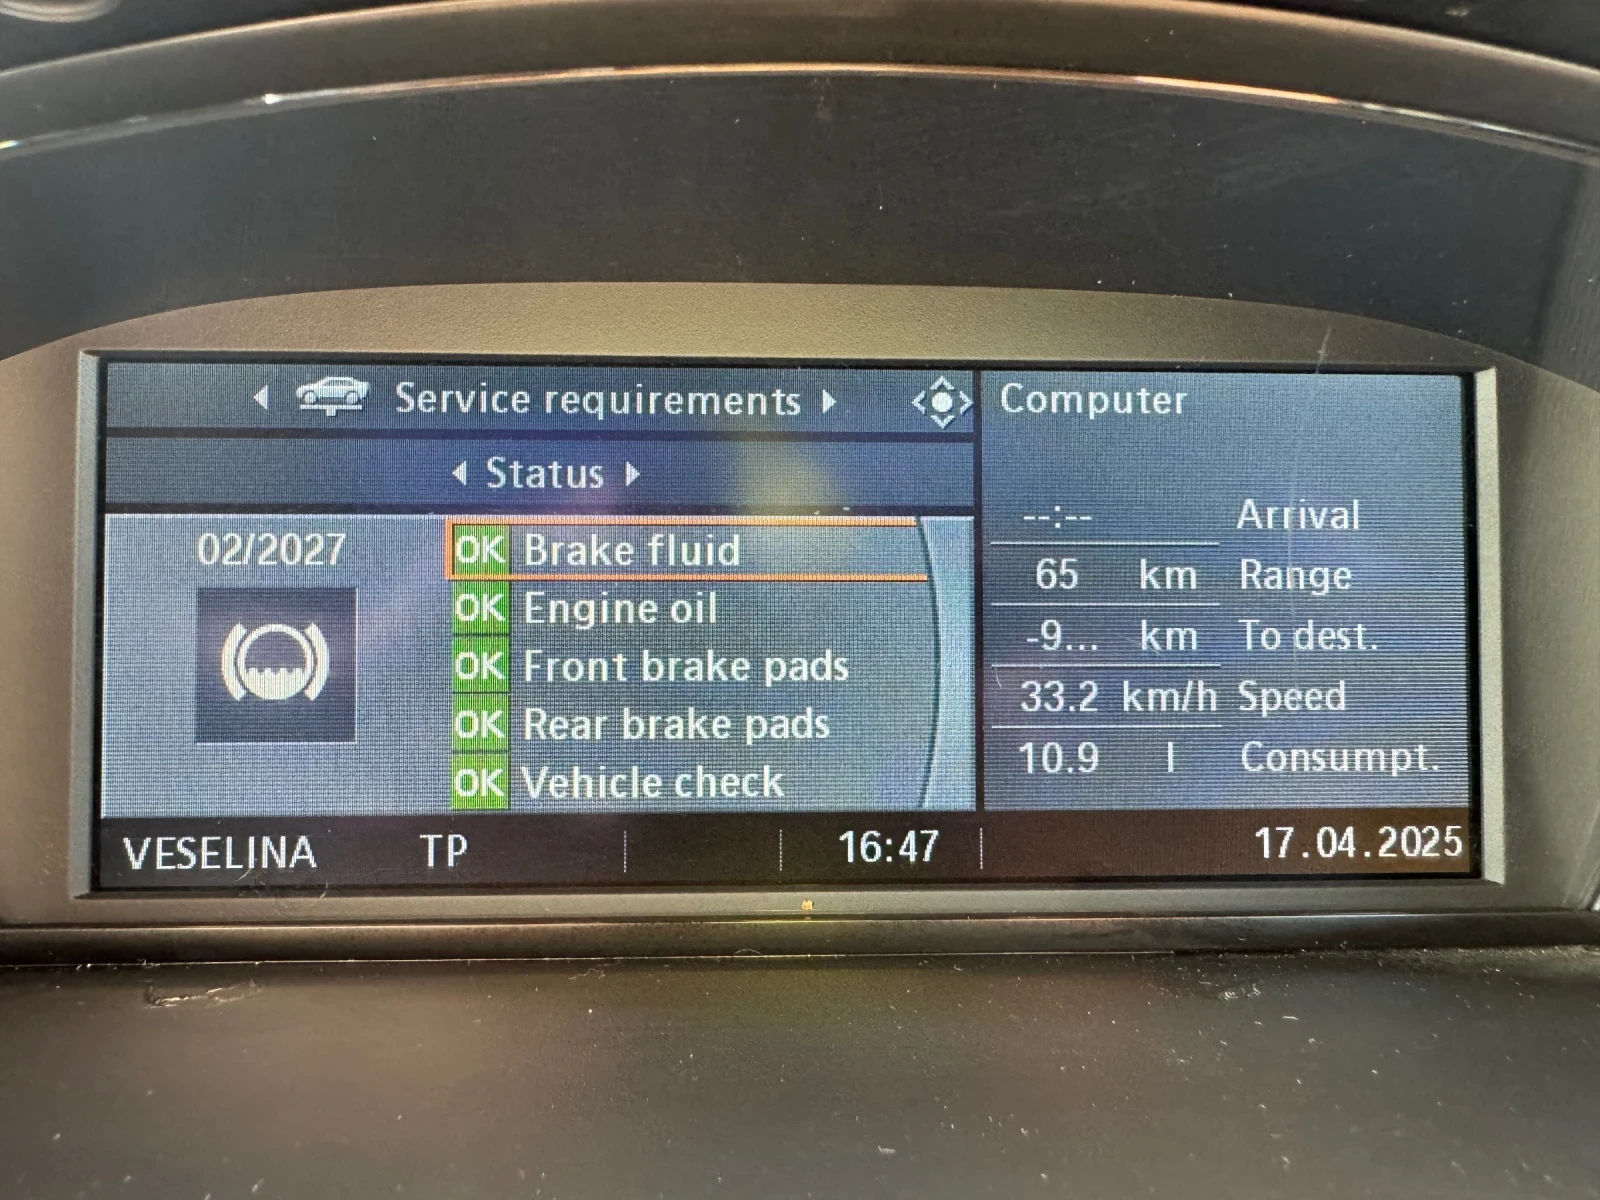 Service requirements
Status
02/2027
OK Brake fluid
OK Engine oil
OK Front brake pads
OK Rear brake pads
OK Vehicle check
Computer
--:-- Arrival
65 km Range
-9... km To dest.
33.2 km/h Speed
10.9 l Consumpt.
VESELINA TP 16:47 17.04.2025